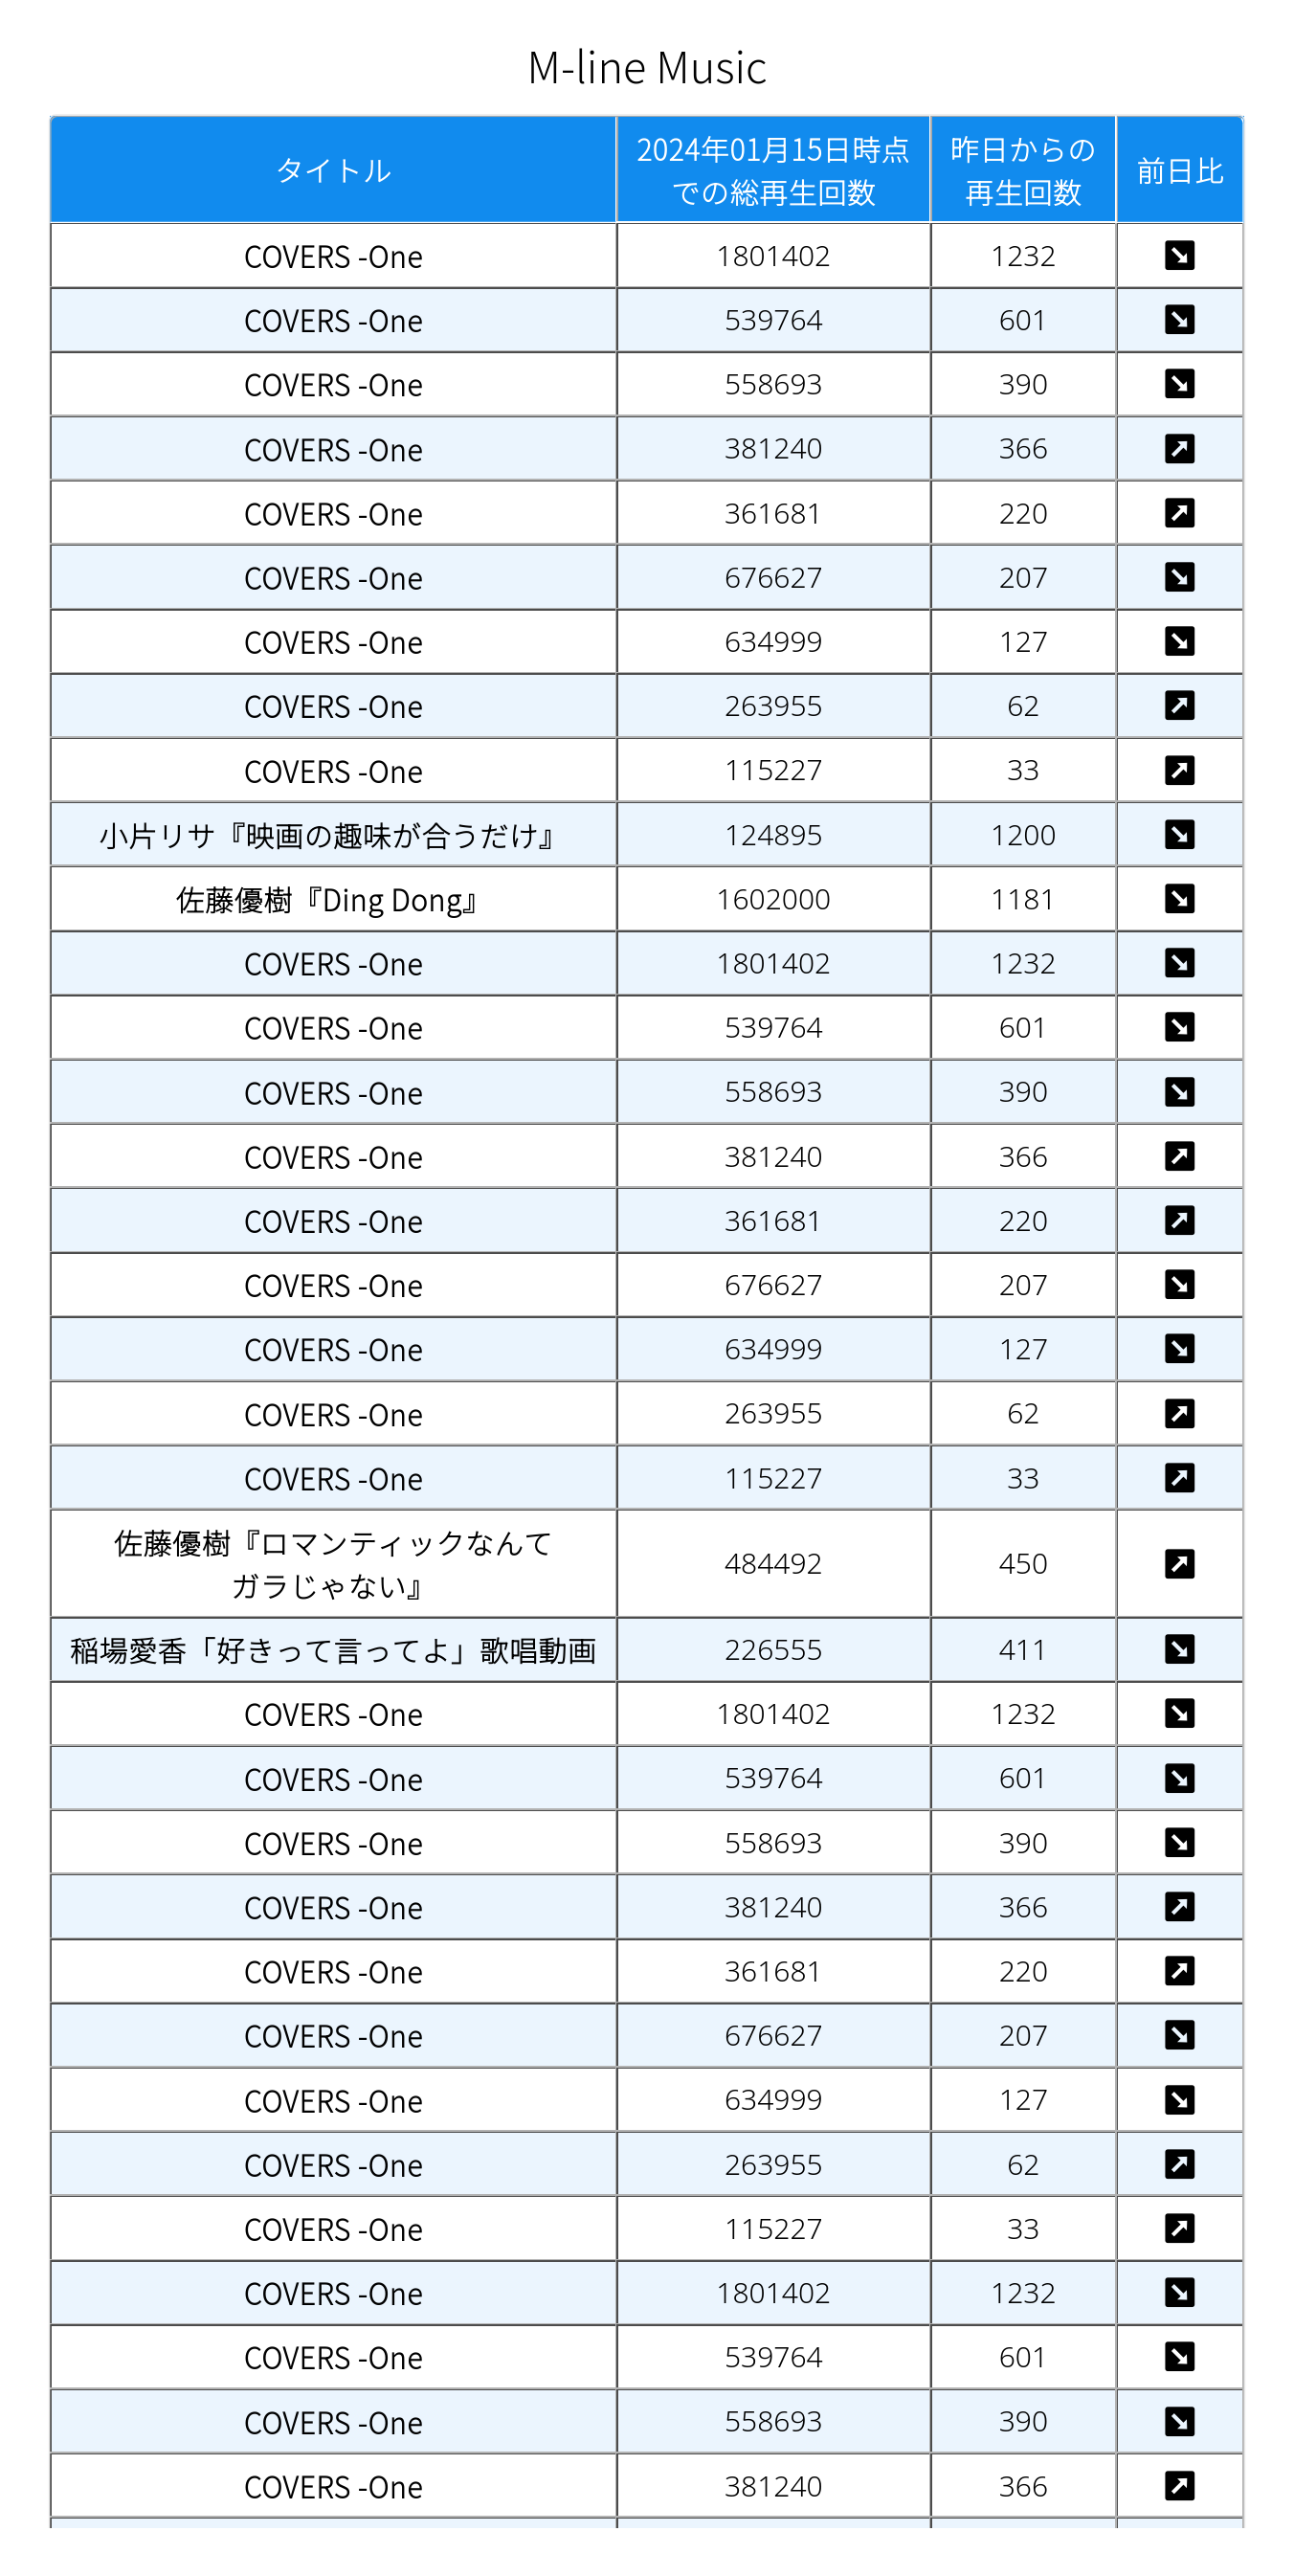 M-line Music
タイトル 2024年01月15日時点 昨日からの 前日比
での総再生回数 再生回数
COVERS -One 1801402 1232
COVERS -One 539764 601
COVERS -One 558693 390
COVERS -One 381240 366
COVERS -One 361681 220
COVERS -One 676627 207
COVERS -One 634999 127
COVERS -One 263955 62
COVERS -One 115227 33
小片リサ『映画の趣味が合うだけ』 124895 1200
佐藤優樹『Ding Dong』 1602000 1181
COVERS -One 1801402 1232
COVERS -One 539764 601
COVERS -One 558693 390
COVERS -One 381240 366
COVERS -One 361681 220
COVERS -One 676627 207
COVERS -One 634999 127
COVERS -One 263955 62
COVERS -One 115227 33
佐藤優樹『ロマンティックなんて
ガラじゃない』 484492 450
稲場愛香「好きって言ってよ」歌唱動画 226555 411
COVERS -One 1801402 1232
COVERS -One 539764 601
COVERS -One 558693 390
COVERS -One 381240 366
COVERS -One 361681 220
COVERS -One 676627 207
COVERS -One 634999 127
COVERS -One 263955 62
COVERS -One 115227 33
COVERS -One 1801402 1232
COVERS -One 539764 601
COVERS -One 558693 390
COVERS -One 381240 366